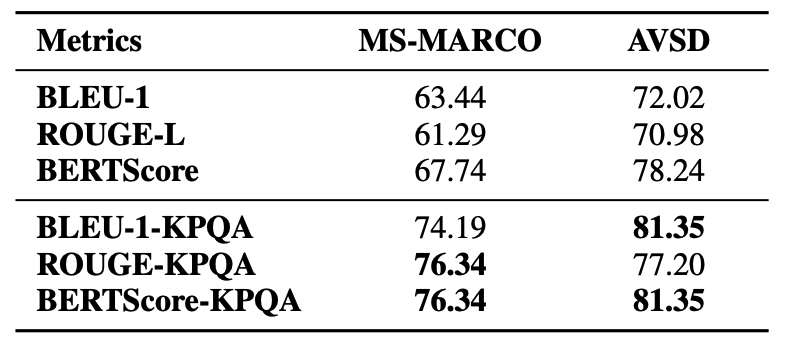 Metrics MS-MARCO AVSD
BLEU-1 63.44 72.02
ROUGE-L 61.29 70.98
BERTScore 67.74 78.24
BLEU-1-KPQA 74.19 81.35
ROUGE-KPQA 76.34 77.20
BERTScore-KPQA 76.34 81.35